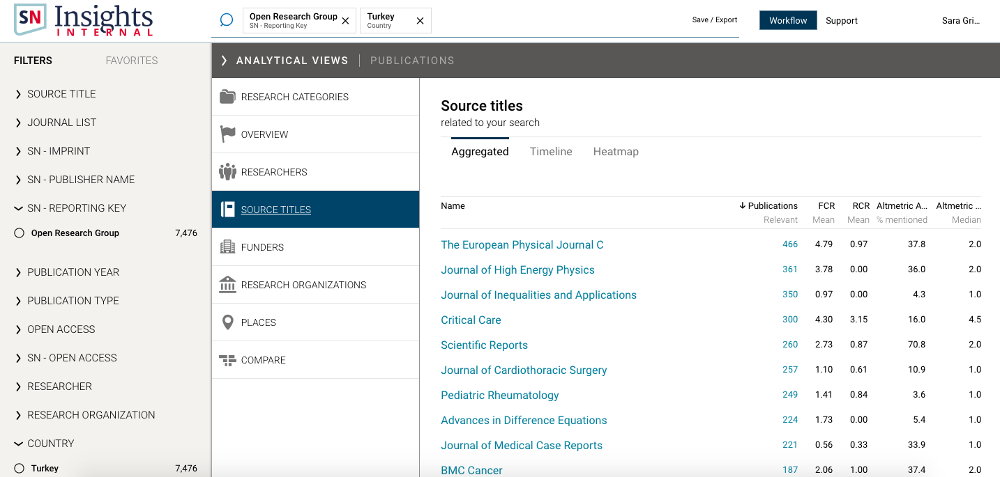 SN Insights
INTERNAL
Open Research Group
SN - Reporting Key
Turkey
Country
Save / Export
Workflow
Support
Sara Gri...
FILTERS
FAVORITES
SOURCE TITLE
JOURNAL LIST
SN - IMPRINT
SN - PUBLISHER NAME
SN - REPORTING KEY
Open Research Group 7,476
PUBLICATION YEAR
PUBLICATION TYPE
OPEN ACCESS
SN - OPEN ACCESS
RESEARCHER
RESEARCH ORGANIZATION
COUNTRY
Turkey 7,476
ANALYTICAL VIEWS
PUBLICATIONS
RESEARCH CATEGORIES
OVERVIEW
RESEARCHERS
SOURCE TITLES
FUNDERS
RESEARCH ORGANIZATIONS
PLACES
COMPARE
Source titles
related to your search
Aggregated Timeline Heatmap
Name Publications FCR RCR Altmetric A... Altmetric ...
Relevant Mean Mean % mentioned Median
The European Physical Journal C 466 4.79 0.97 37.8 2.0
Journal of High Energy Physics 361 3.78 0.00 36.0 2.0
Journal of Inequalities and Applications 350 0.97 0.00 4.3 1.0
Critical Care 300 4.30 3.15 16.0 4.5
Scientific Reports 260 2.73 0.87 70.8 2.0
Journal of Cardiothoracic Surgery 257 1.10 0.61 10.9 1.0
Pediatric Rheumatology 249 1.41 0.84 3.6 1.0
Advances in Difference Equations 224 1.73 0.00 5.4 1.0
Journal of Medical Case Reports 221 0.56 0.33 33.9 1.0
BMC Cancer 187 2.06 1.00 37.4 2.0